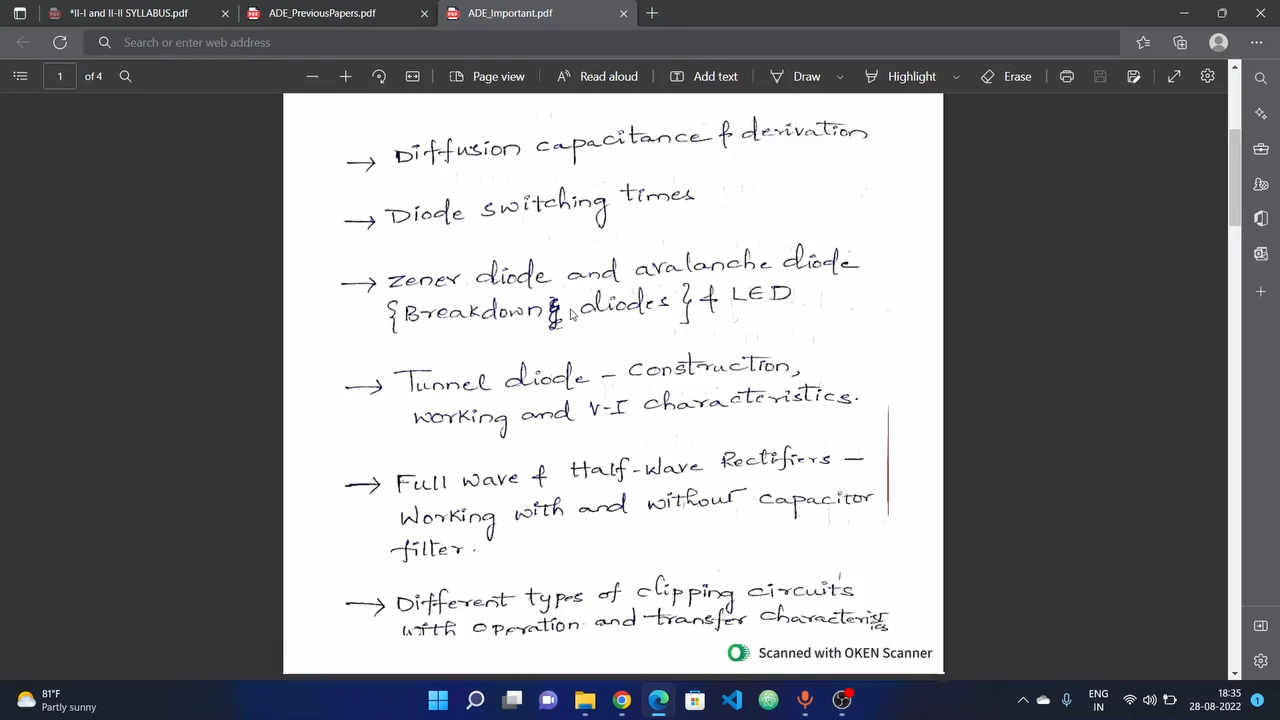 *II-I and II-II SYLLABUS.pdf
ADE_PreviousPapers.pdf
ADE_Important.pdf
Search or enter web address
1 of 4
Page view
Read aloud
Add text
Draw
Highlight
Erase
→ Diffusion capacitance & derivation
→ Diode switching times
→ Zener diode and avalanche diode
{Breakdown diodes} & LED
→ Tunnel diode - construction,
working and V-I characteristics.
→ Full wave & Half-Wave Rectifiers -
Working with and without capacitor
filter.
→ Different types of clipping circuits
with operation and transfer characteristics
Scanned with OKEN Scanner
81°F
Partly sunny
ENG
IN
18:35
28-08-2022
1